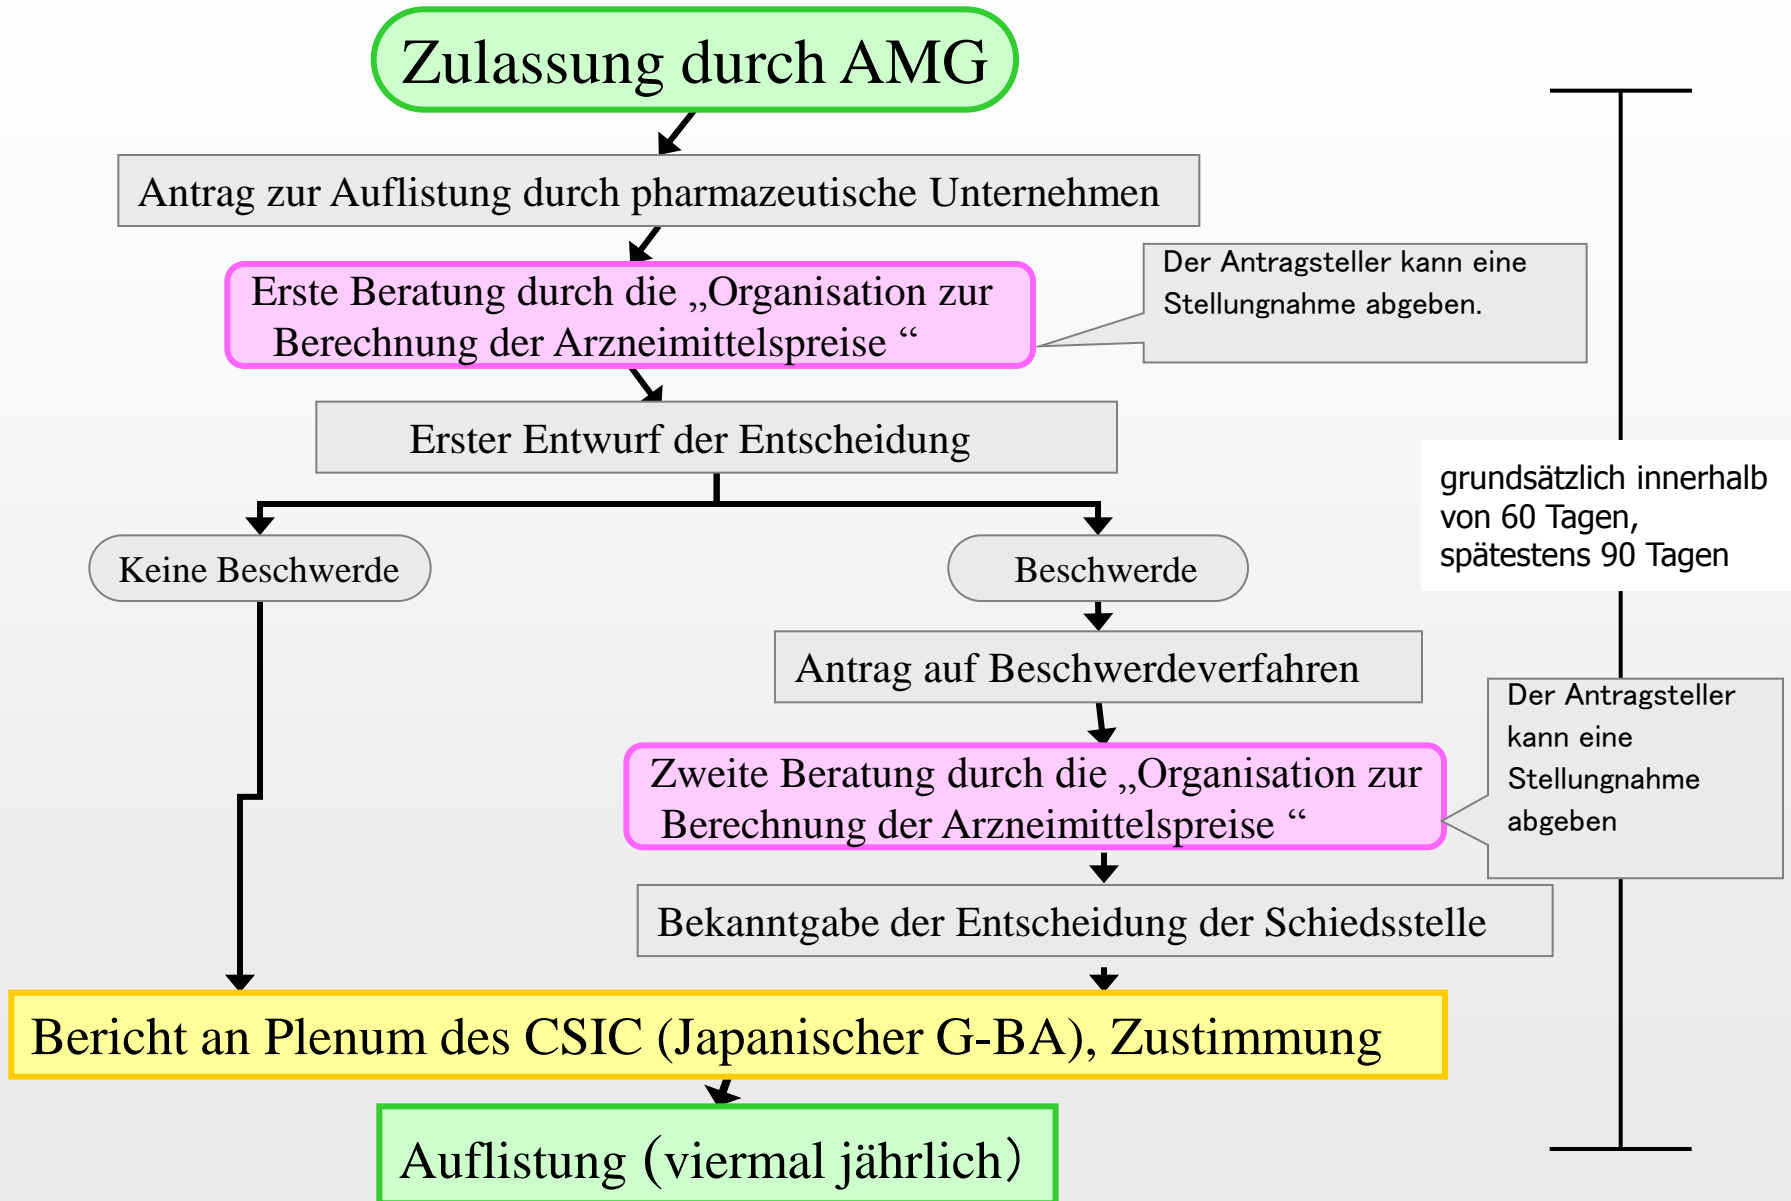 Zulassung durch AMG
Antrag zur Auflistung durch pharmazeutische Unternehmen
Erste Beratung durch die „Organisation zur
Berechnung der Arzneimittelspreise “
Der Antragsteller kann eine
Stellungnahme abgeben.
Erster Entwurf der Entscheidung
grundsätzlich innerhalb
von 60 Tagen,
spätestens 90 Tagen
Keine Beschwerde
Beschwerde
Antrag auf Beschwerdeverfahren
Der Antragsteller
kann eine
Stellungnahme
abgeben
Zweite Beratung durch die „Organisation zur
Berechnung der Arzneimittelspreise “
Bekanntgabe der Entscheidung der Schiedsstelle
Bericht an Plenum des CSIC (Japanischer G-BA), Zustimmung
Auflistung (viermal jährlich）